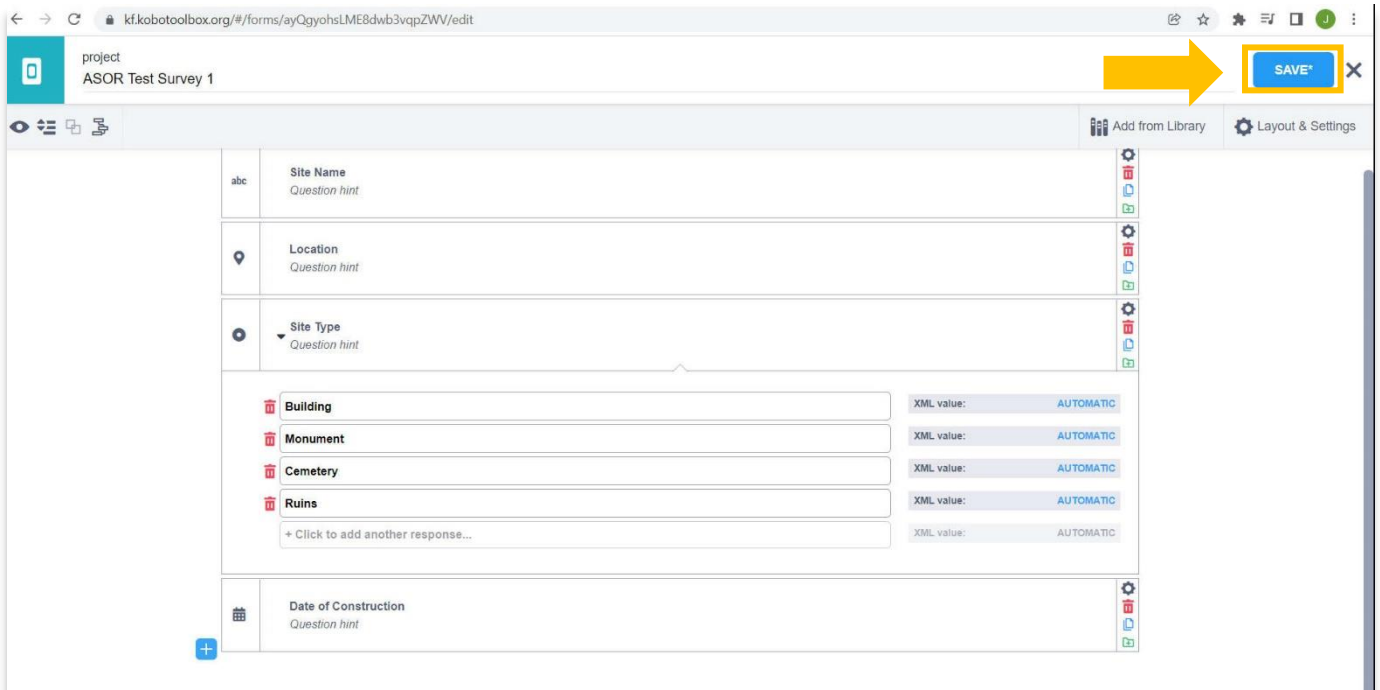 kf.kobotoolbox.org/#/forms/ayQgyohsLME8dwb3vqpZWV/edit
J
project
ASOR Test Survey 1
SAVE*
Add from Library
Layout & Settings
abc
Site Name
Question hint
Location
Question hint
Site Type
Question hint
Building XML value: AUTOMATIC
Monument XML value: AUTOMATIC
Cemetery XML value: AUTOMATIC
Ruins XML value: AUTOMATIC
+ Click to add another response... XML value: AUTOMATIC
Date of Construction
Question hint